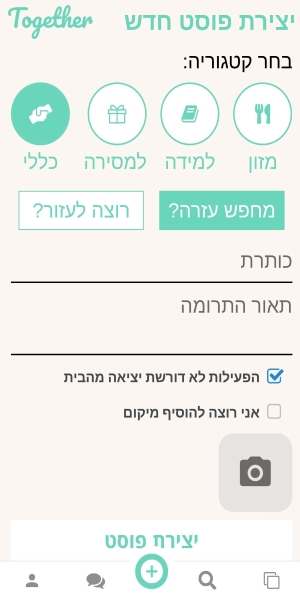 Together
יצירת פוסט חדש
בחר קטגוריה:
מזון
למידה
למסירה
כללי
מחפש עזרה?
רוצה לעזור?
כותרת
תאור התרומה
הפעילות לא דורשת יציאה מהבית
אני רוצה להוסיף מיקום
יצירת פוסט